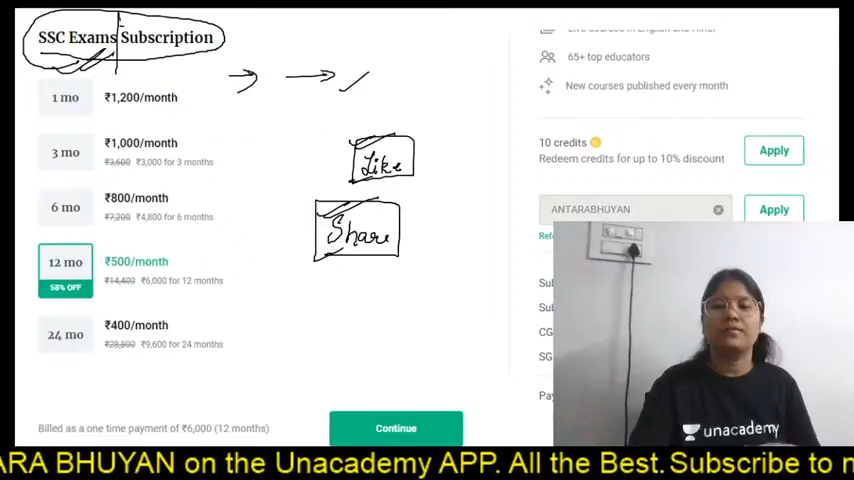 SSC Exams Subscription
1 mo
₹1,200/month
3 mo
₹1,000/month
₹3,600 ₹3,000 for 3 months
6 mo
₹800/month
₹7,200 ₹4,800 for 6 months
12 mo
58% OFF
₹500/month
₹14,400 ₹6,000 for 12 months
24 mo
₹400/month
₹28,800 ₹9,600 for 24 months
Billed as a one time payment of ₹6,000 (12 months)
Continue
Like
Share
65+ top educators
New courses published every month
10 credits
Redeem credits for up to 10% discount
Apply
ANTARABHUYAN
Apply
Sub
Sub
CG
SG
unacademy
ARA BHUYAN on the Unacademy APP. All the Best. Subscribe to